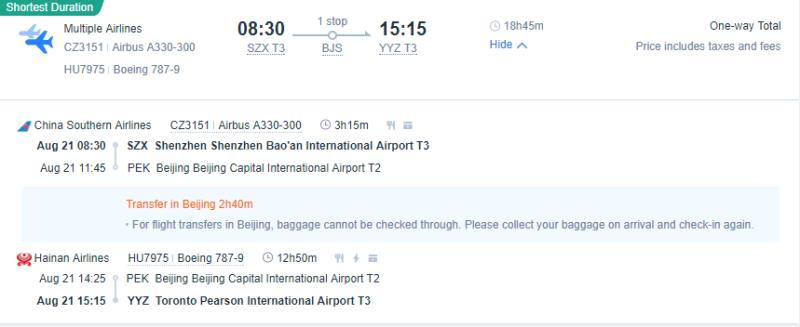 Shortest Duration
Multiple Airlines
CZ3151 | Airbus A330-300
HU7975 | Boeing 787-9
08:30
SZX T3
1 stop
BJS
15:15
YYZ T3
18h45m
Hide
One-way Total
Price includes taxes and fees
China Southern Airlines CZ3151 | Airbus A330-300 3h15m
Aug 21 08:30 SZX Shenzhen Shenzhen Bao'an International Airport T3
Aug 21 11:45 PEK Beijing Beijing Capital International Airport T2
Transfer in Beijing 2h40m
• For flight transfers in Beijing, baggage cannot be checked through. Please collect your baggage on arrival and check-in again.
Hainan Airlines HU7975 | Boeing 787-9 12h50m
Aug 21 14:25 PEK Beijing Beijing Capital International Airport T2
Aug 21 15:15 YYZ Toronto Pearson International Airport T3